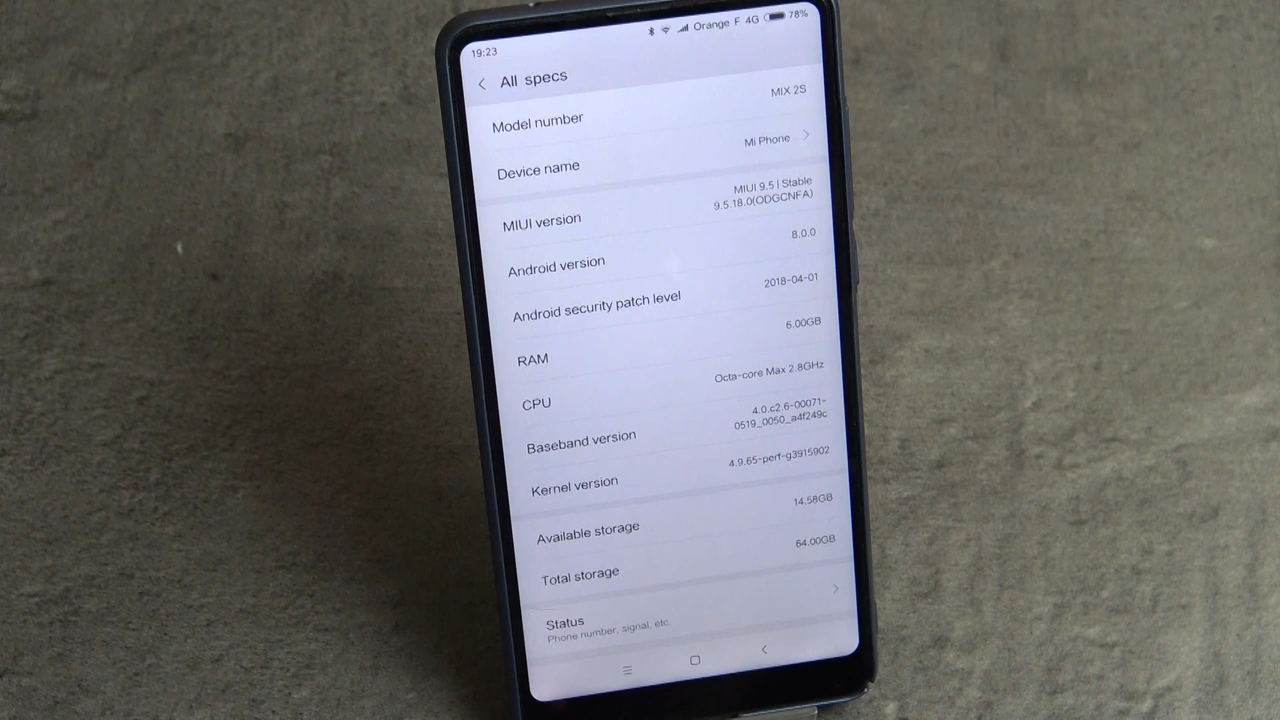 19:23 Orange F 4G 78%
All specs
Model number MIX 2S
Device name Mi Phone
MIUI version MIUI 9.5 | Stable
9.5.18.0(ODGCNFA)
Android version 8.0.0
Android security patch level 2018-04-01
RAM 6.00GB
CPU Octa-core Max 2.8GHz
Baseband version 4.0.c2.6-00071-
0519_0050_a4f249c
Kernel version 4.9.65-perf-g3915902
Available storage 14.58GB
Total storage 64.00GB
Status
Phone number, signal, etc.